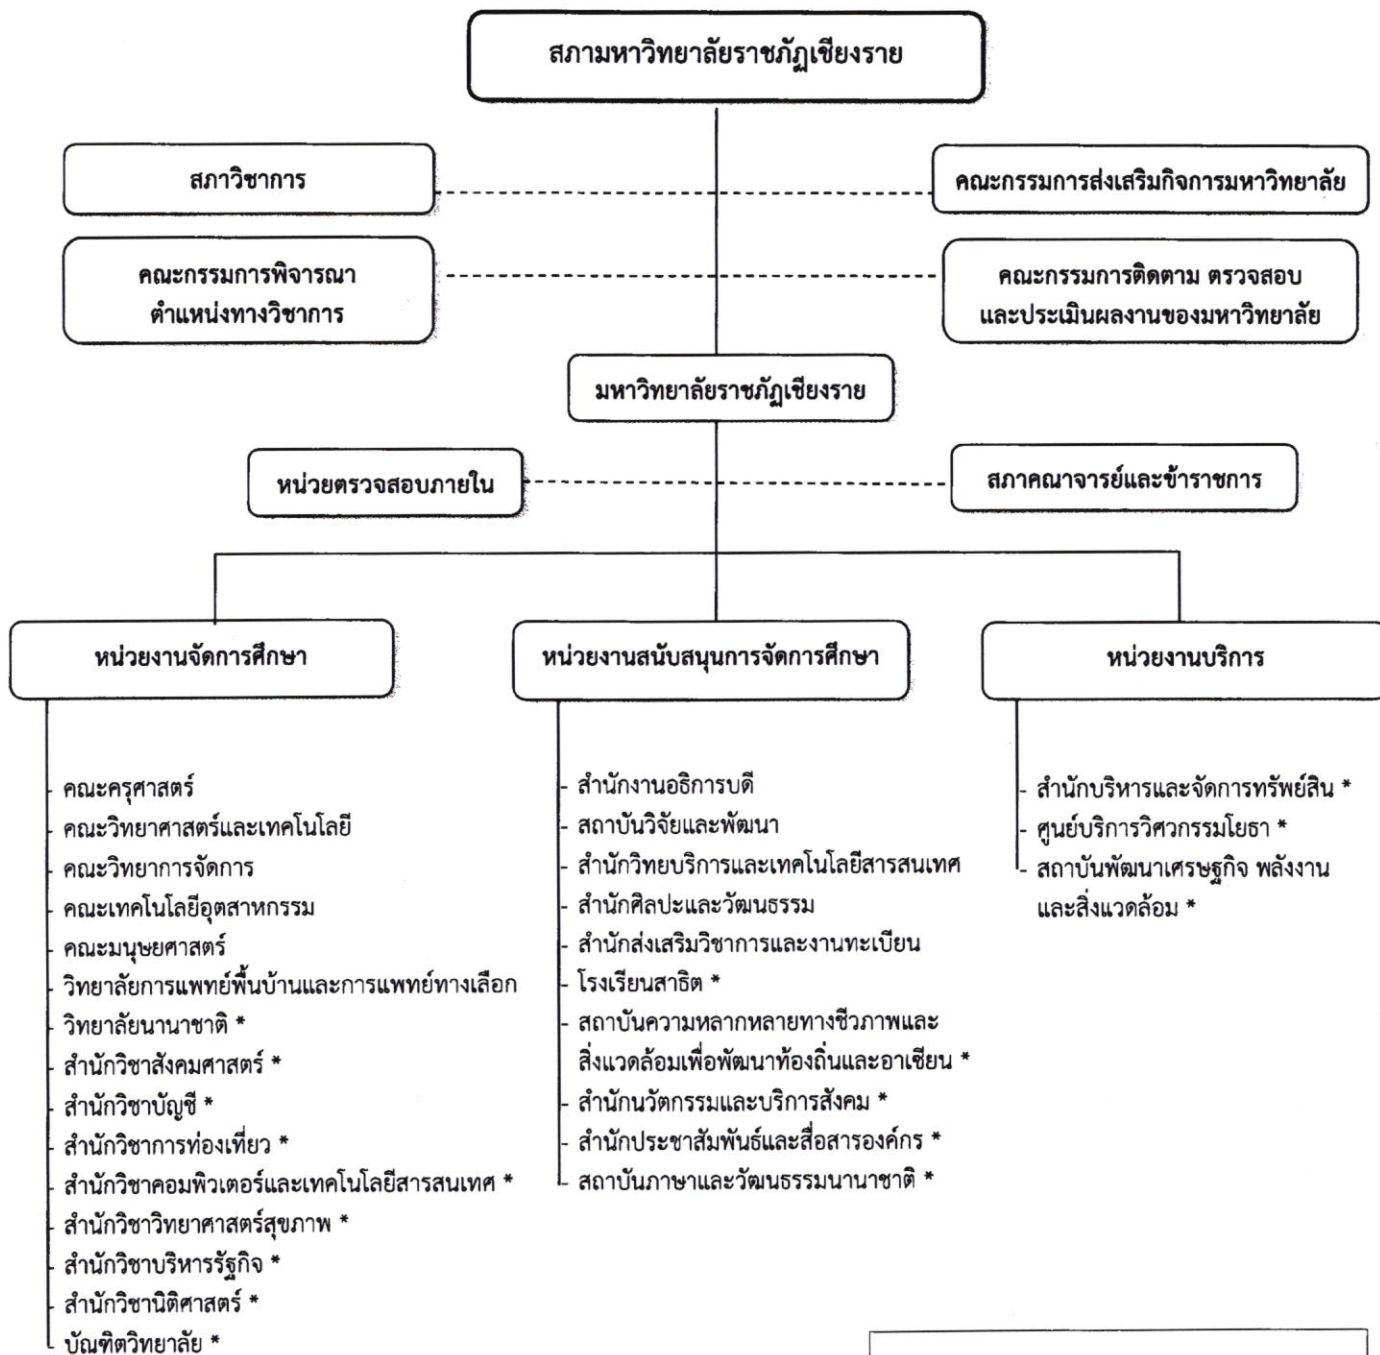 สภามหาวิทยาลัยราชภัฏเชียงราย
สภาวิชาการ
คณะกรรมการส่งเสริมกิจการมหาวิทยาลัย
คณะกรรมการพิจารณา
ตำแหน่งทางวิชาการ
คณะกรรมการติดตาม ตรวจสอบ
และประเมินผลงานของมหาวิทยาลัย
มหาวิทยาลัยราชภัฏเชียงราย
หน่วยตรวจสอบภายใน
สภาคณาจารย์และข้าราชการ
หน่วยงานจัดการศึกษา
- คณะครุศาสตร์
- คณะวิทยาศาสตร์และเทคโนโลยี
- คณะวิทยาการจัดการ
- คณะเทคโนโลยีอุตสาหกรรม
- คณะมนุษยศาสตร์
- วิทยาลัยการแพทย์พื้นบ้านและการแพทย์ทางเลือก
- วิทยาลัยนานาชาติ *
- สำนักวิชาสังคมศาสตร์ *
- สำนักวิชาบัญชี *
- สำนักวิชาการท่องเที่ยว *
- สำนักวิชาคอมพิวเตอร์และเทคโนโลยีสารสนเทศ *
- สำนักวิชาวิทยาศาสตร์สุขภาพ *
- สำนักวิชาบริหารรัฐกิจ *
- สำนักวิชานิติศาสตร์ *
- บัณฑิตวิทยาลัย *
หน่วยงานสนับสนุนการจัดการศึกษา
- สำนักงานอธิการบดี
- สถาบันวิจัยและพัฒนา
- สำนักวิทยบริการและเทคโนโลยีสารสนเทศ
- สำนักศิลปะและวัฒนธรรม
- สำนักส่งเสริมวิชาการและงานทะเบียน
- โรงเรียนสาธิต *
- สถาบันความหลากหลายทางชีวภาพและ
สิ่งแวดล้อมเพื่อพัฒนาท้องถิ่นและอาเซียน *
- สำนักนวัตกรรมและบริการสังคม *
- สำนักประชาสัมพันธ์และสื่อสารองค์กร *
- สถาบันภาษาและวัฒนธรรมนานาชาติ *
หน่วยงานบริการ
- สำนักบริหารและจัดการทรัพย์สิน *
- ศูนย์บริการวิศวกรรมโยธา *
- สถาบันพัฒนาเศรษฐกิจ พลังงาน
และสิ่งแวดล้อม *